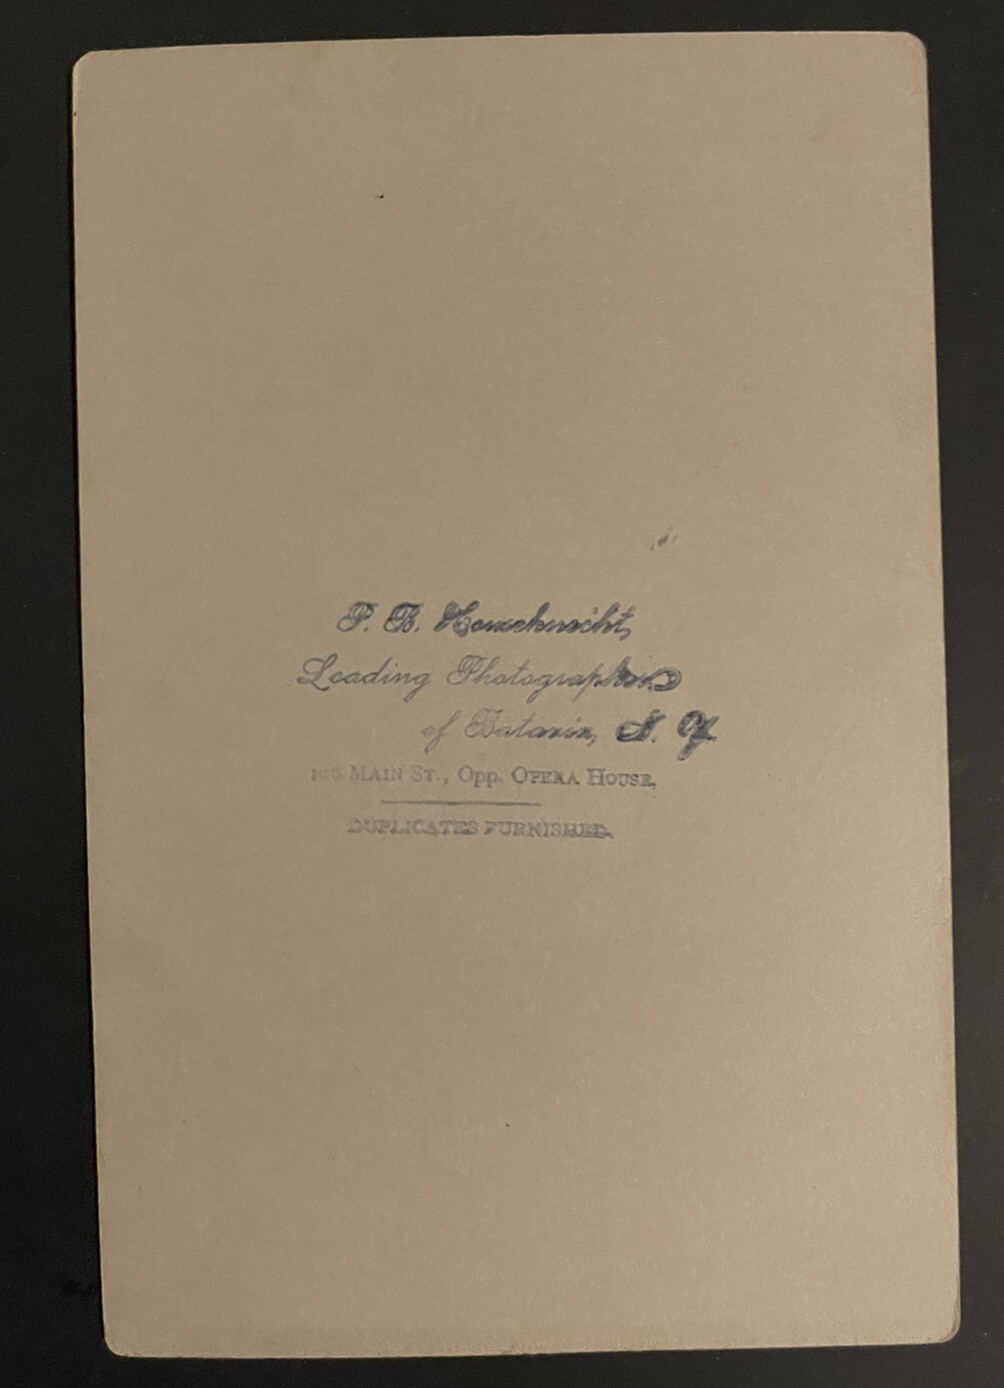 P. B. Houseknecht,
Leading Photographer
of Batavia, N. Y.
MAIN ST., Opp. OPERA HOUSE,
DUPLICATES FURNISHED.